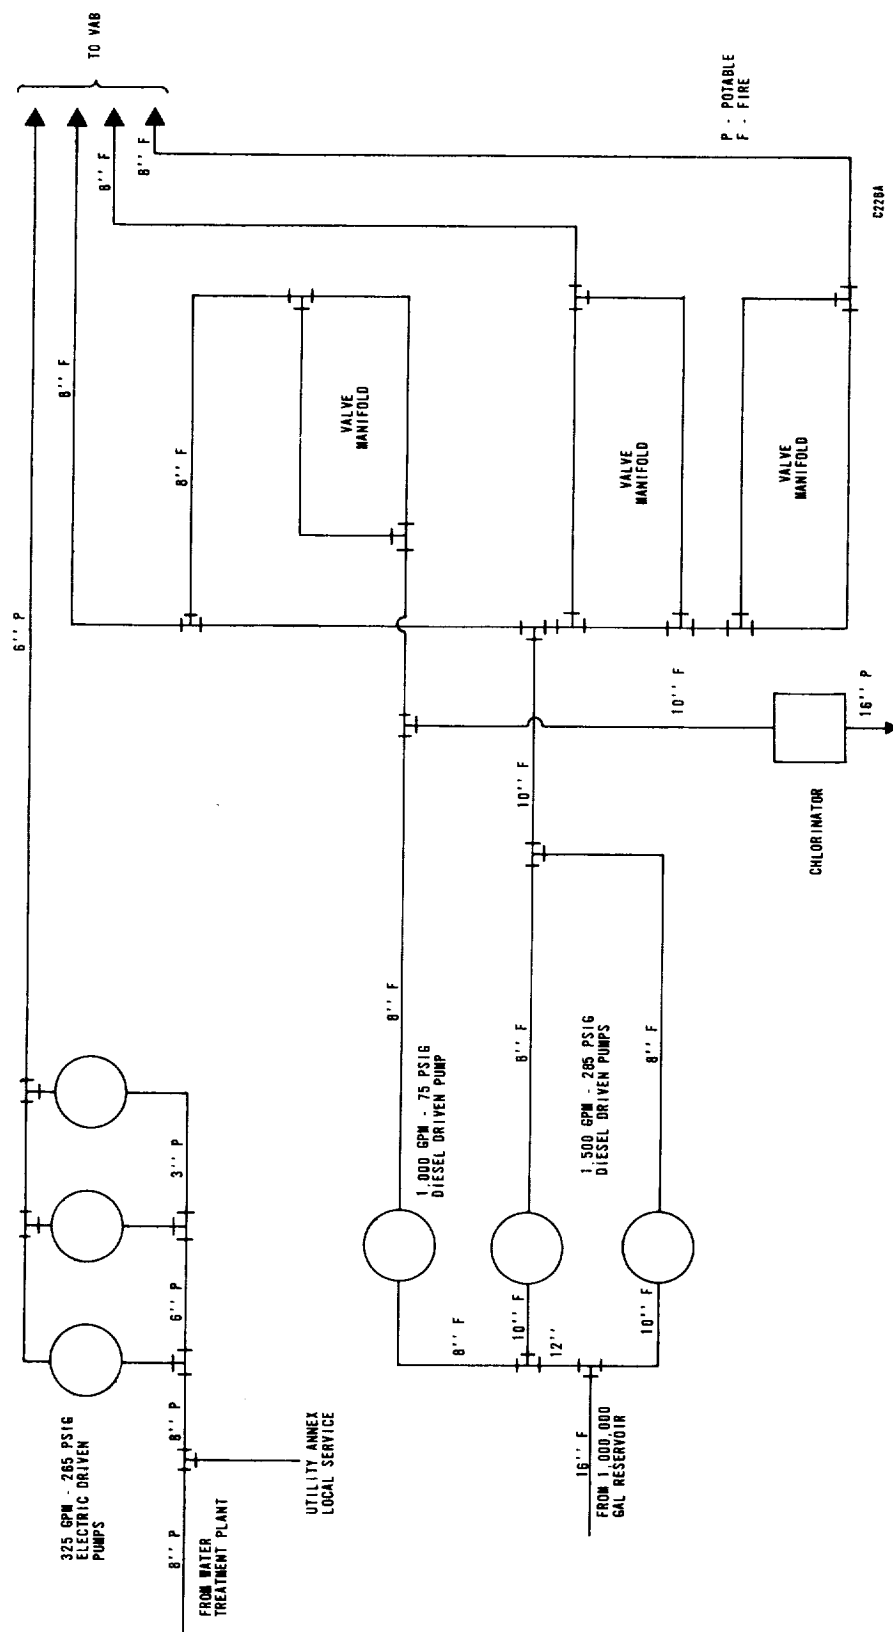 325 GPM - 265 PSIG
ELECTRIC DRIVEN
PUMPS
8'' P
FROM WATER
TREATMENT PLANT
8'' P
UTILITY ANNEX
LOCAL SERVICE
6'' P
3'' P
6'' P
8'' F
8'' F
8'' F
8'' F
TO VAB
16'' F
FROM 1,000,000
GAL RESERVOIR
8'' F
10'' F
12''
10'' F
1,000 GPM - 75 PSIG
DIESEL DRIVEN PUMP
8'' F
8'' F
1,500 GPM - 285 PSIG
DIESEL DRIVEN PUMPS
8'' F
10'' F
10'' F
CHLORINATOR
16'' P
VALVE
MANIFOLD
VALVE
MANIFOLD
VALVE
MANIFOLD
P - POTABLE
F - FIRE
C226A